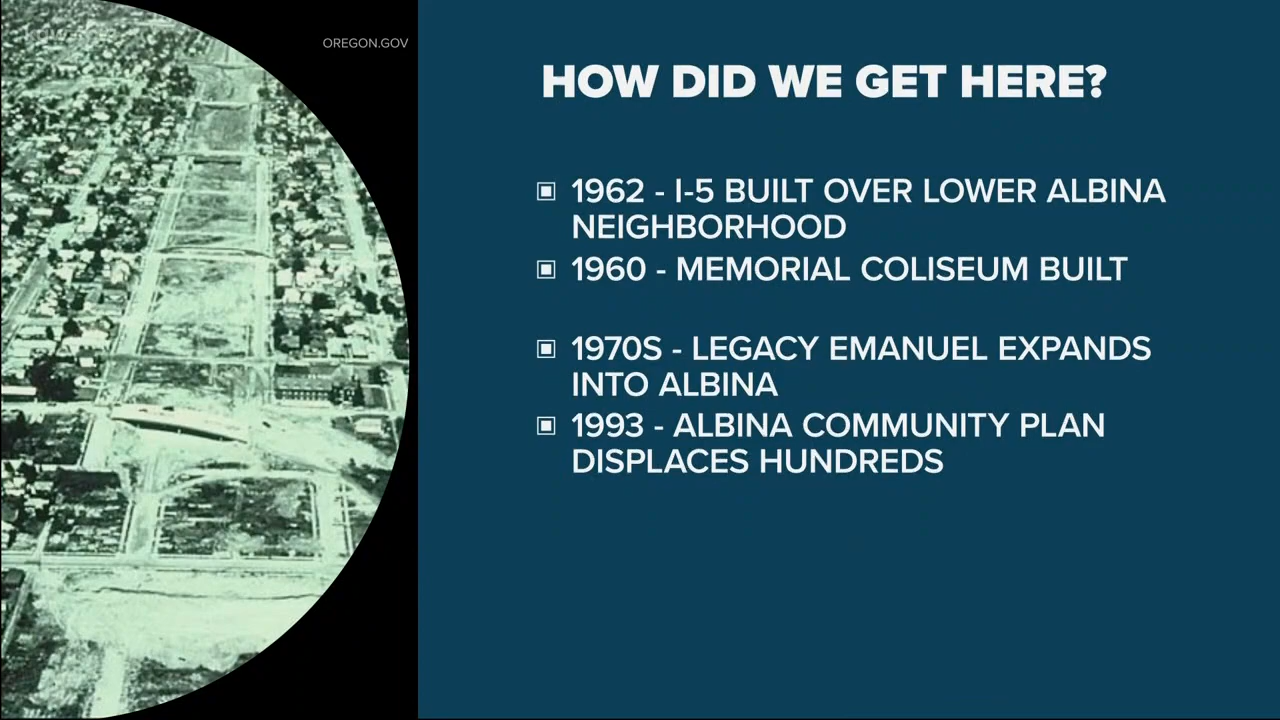 OREGON.GOV
HOW DID WE GET HERE?
1962 - I-5 BUILT OVER LOWER ALBINA
NEIGHBORHOOD
1960 - MEMORIAL COLISEUM BUILT
1970S - LEGACY EMANUEL EXPANDS
INTO ALBINA
1993 - ALBINA COMMUNITY PLAN
DISPLACES HUNDREDS